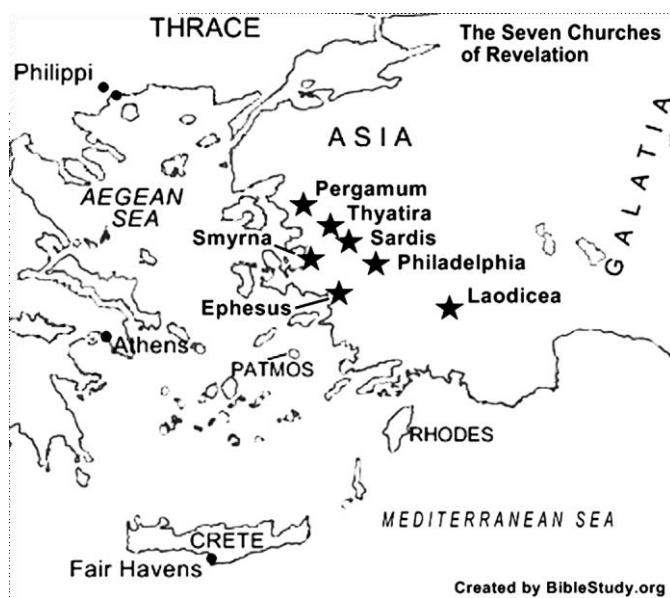 THRACE
The Seven Churches
of Revelation
Philippi
ASIA
GALATIA
AEGEAN
SEA
Pergamum
Thyatira
Smyrna
Sardis
Philadelphia
Ephesus
Laodicea
Athens
PATMOS
RHODES
MEDITERRANEAN SEA
CRETE
Fair Havens
Created by BibleStudy.org